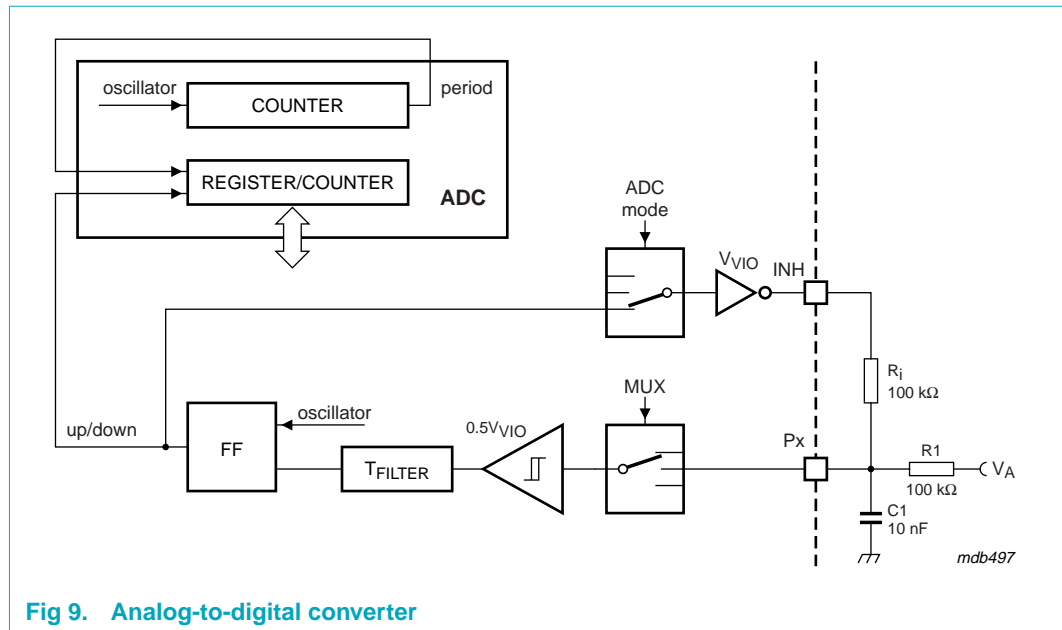 oscillator
COUNTER
period
REGISTER/COUNTER
ADC
ADC
mode
VVIO
INH
Ri
100 kΩ
MUX
up/down
FF
oscillator
TFILTER
0.5VVIO
Px
R1
100 kΩ
VA
C1
10 nF
mdb497
Fig 9. Analog-to-digital converter